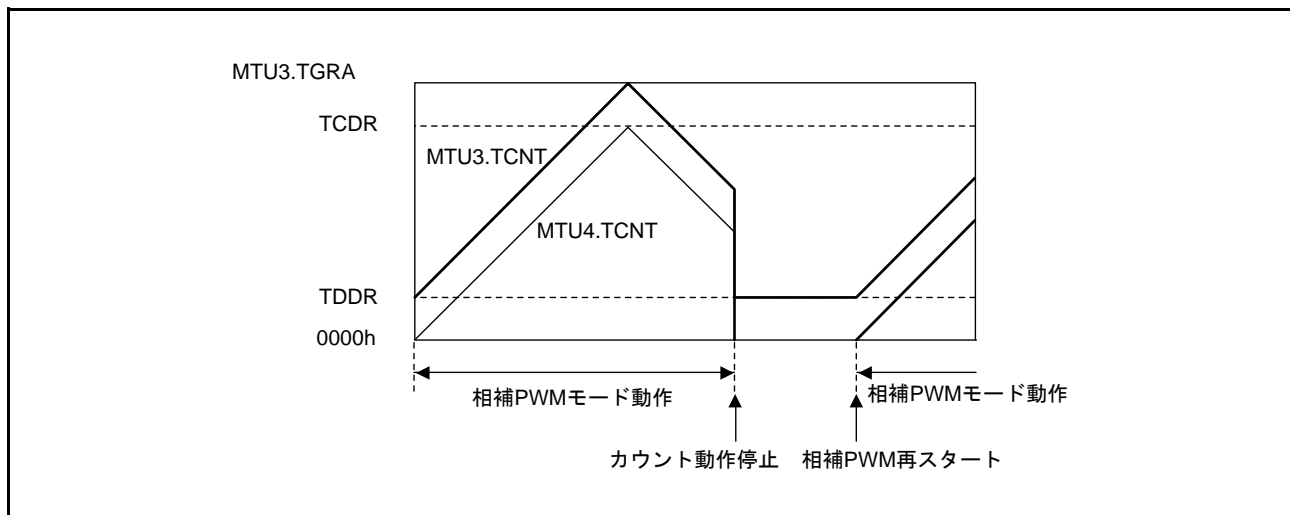 MTU3.TGRA
TCDR
MTU3.TCNT
MTU4.TCNT
TDDR
0000h
相補PWMモード動作
相補PWMモード動作
カウント動作停止
相補PWM再スタート